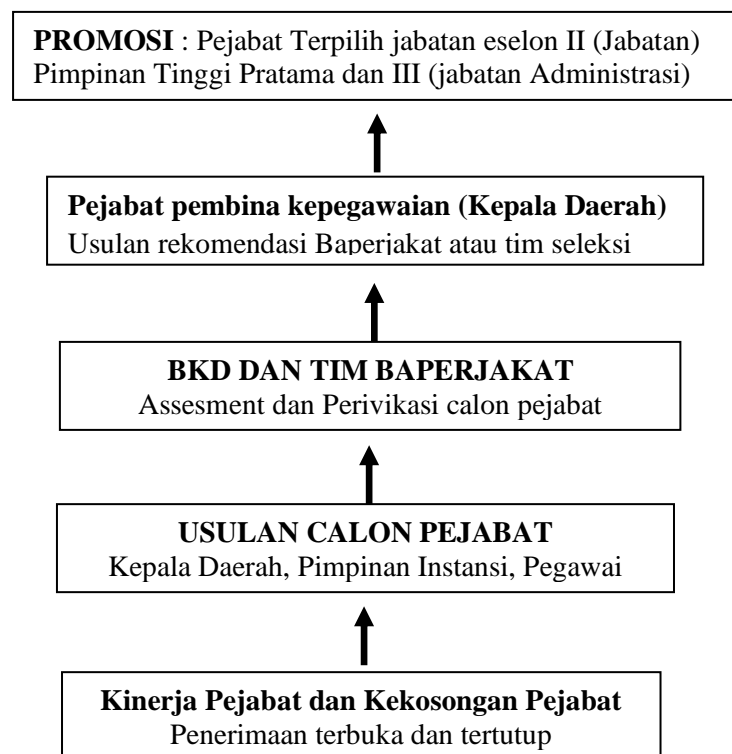 PROMOSI : Pejabat Terpilih jabatan eselon II (Jabatan)
Pimpinan Tinggi Pratama dan III (jabatan Administrasi)
Pejabat pembina kepegawaian (Kepala Daerah)
Usulan rekomendasi Baperjakat atau tim seleksi
BKD DAN TIM BAPERJAKAT
Assesment dan Perivikasi calon pejabat
USULAN CALON PEJABAT
Kepala Daerah, Pimpinan Instansi, Pegawai
Kinerja Pejabat dan Kekosongan Pejabat
Penerimaan terbuka dan tertutup